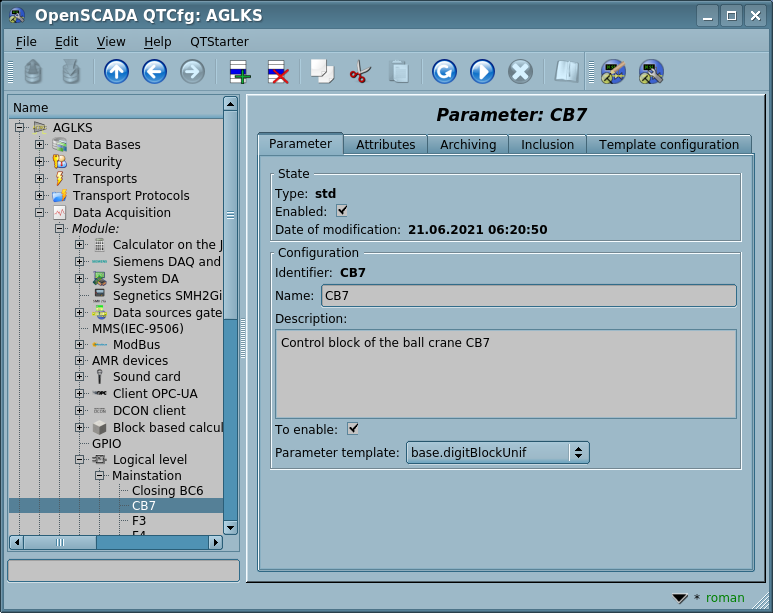 OpenSCADA QTCfg: AGLKS
File Edit View Help QTStarter
Name
AGLKS
Data Bases
Security
Transports
Transport Protocols
Data Acquisition
Module:
Calculator on the J
Siemens DAQ and
System DA
Segnetics SMH2Gi
Data sources gate
MMS(IEC-9506)
ModBus
AMR devices
Sound card
Client OPC-UA
DCON client
Block based calcul
GPIO
Logical level
Mainstation
Closing BC6
CB7
F3
F4
Parameter: CB7
Parameter Attributes Archiving Inclusion Template configuration
State
Type: std
Enabled:
Date of modification: 21.06.2021 06:20:50
Configuration
Identifier: CB7
Name: CB7
Description:
Control block of the ball crane CB7
To enable:
Parameter template: base.digitBlockUnif
* roman